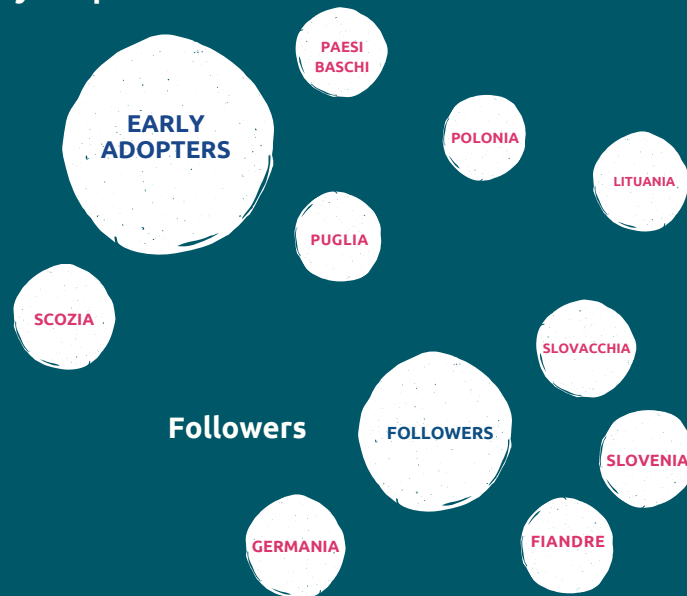 PAESI
BASCHI
EARLY
ADOPTERS
POLONIA
LITUANIA
PUGLIA
SCOZIA
SLOVACCHIA
Followers
FOLLOWERS
SLOVENIA
FIANDRE
GERMANIA